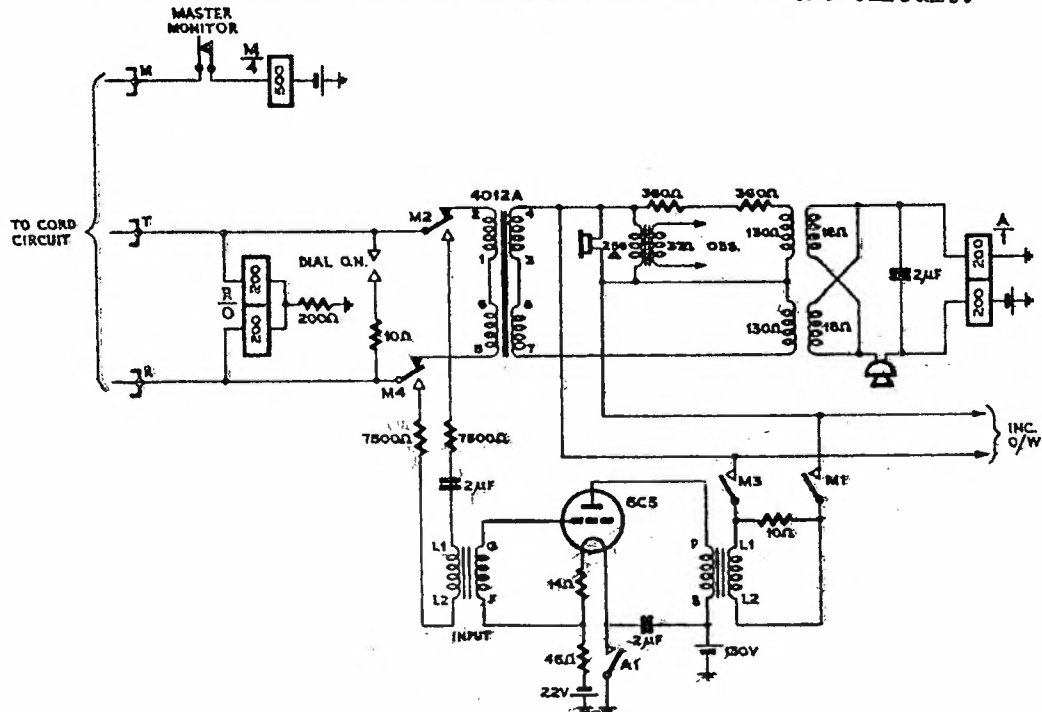 MASTER
MONITOR
M
M/4
500
TO CORD
CIRCUIT
T
R
R/O
200
200
200Ω
DIAL O.N.
10Ω
M2
M4
4012A
2
1
6
5
4
3
8
7
360Ω
360Ω
OBS.
130Ω
130Ω
18Ω
18Ω
2µF
200
200
A/1
INC.
O/W
7500Ω
7500Ω
2µF
L1
L2
G
F
INPUT
14Ω
46Ω
22V
A1
2µF
P
B
L1
L2
130V
M3
M1
10Ω